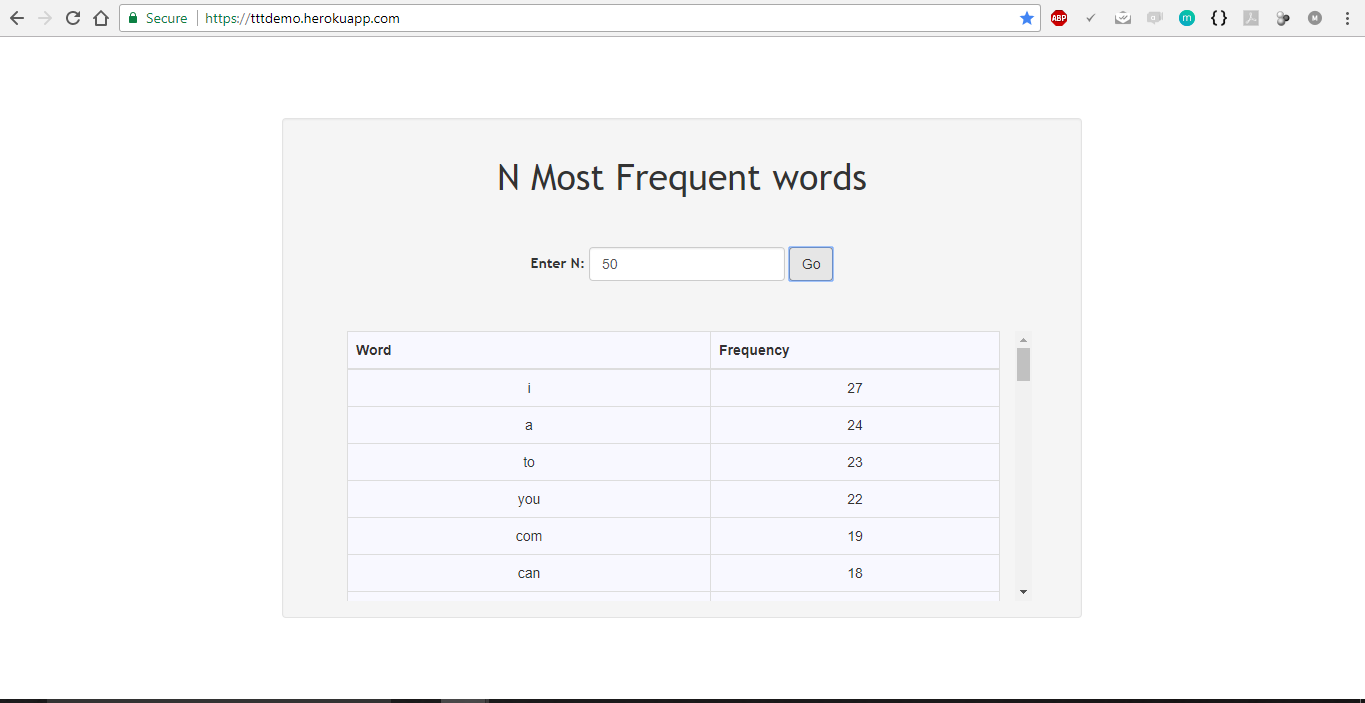 Secure https://tttdemo.herokuapp.com
ABP m {} M
N Most Frequent words
Enter N: 50 Go
Word Frequency
i 27
a 24
to 23
you 22
com 19
can 18